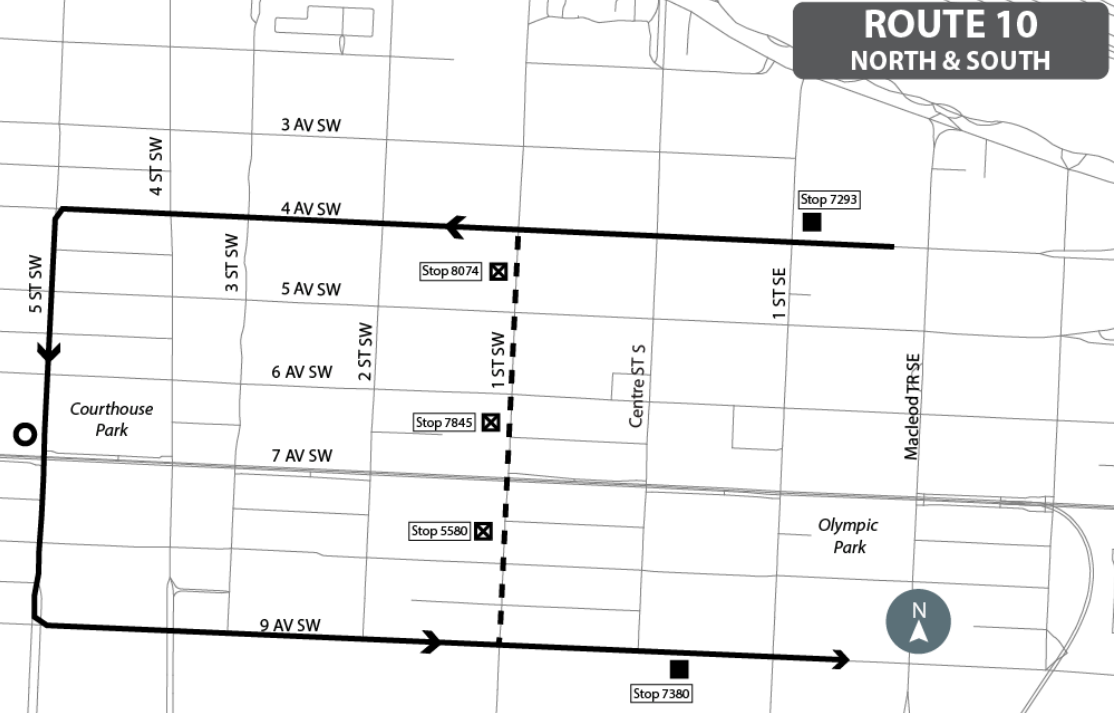 ROUTE 10
NORTH & SOUTH
3 AV SW
4 ST SW
Stop 7293
4 AV SW
3 ST SW
5 ST SW
Stop 8074
1 ST SE
5 AV SW
2 ST SW
1 ST SW
Centre ST S
Macleod TR SE
6 AV SW
Courthouse
Park
Stop 7845
7 AV SW
Stop 5580
Olympic
Park
N
9 AV SW
Stop 7380